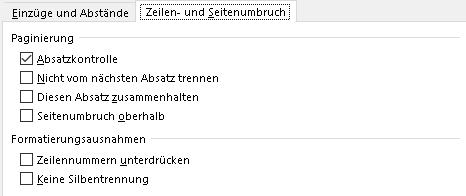 Einzüge und Abstände Zeilen- und Seitenumbruch
Paginierung
Absatzkontrolle
Nicht vom nächsten Absatz trennen
Diesen Absatz zusammenhalten
Seitenumbruch oberhalb
Formatierungsausnahmen
Zeilennummern unterdrücken
Keine Silbentrennung